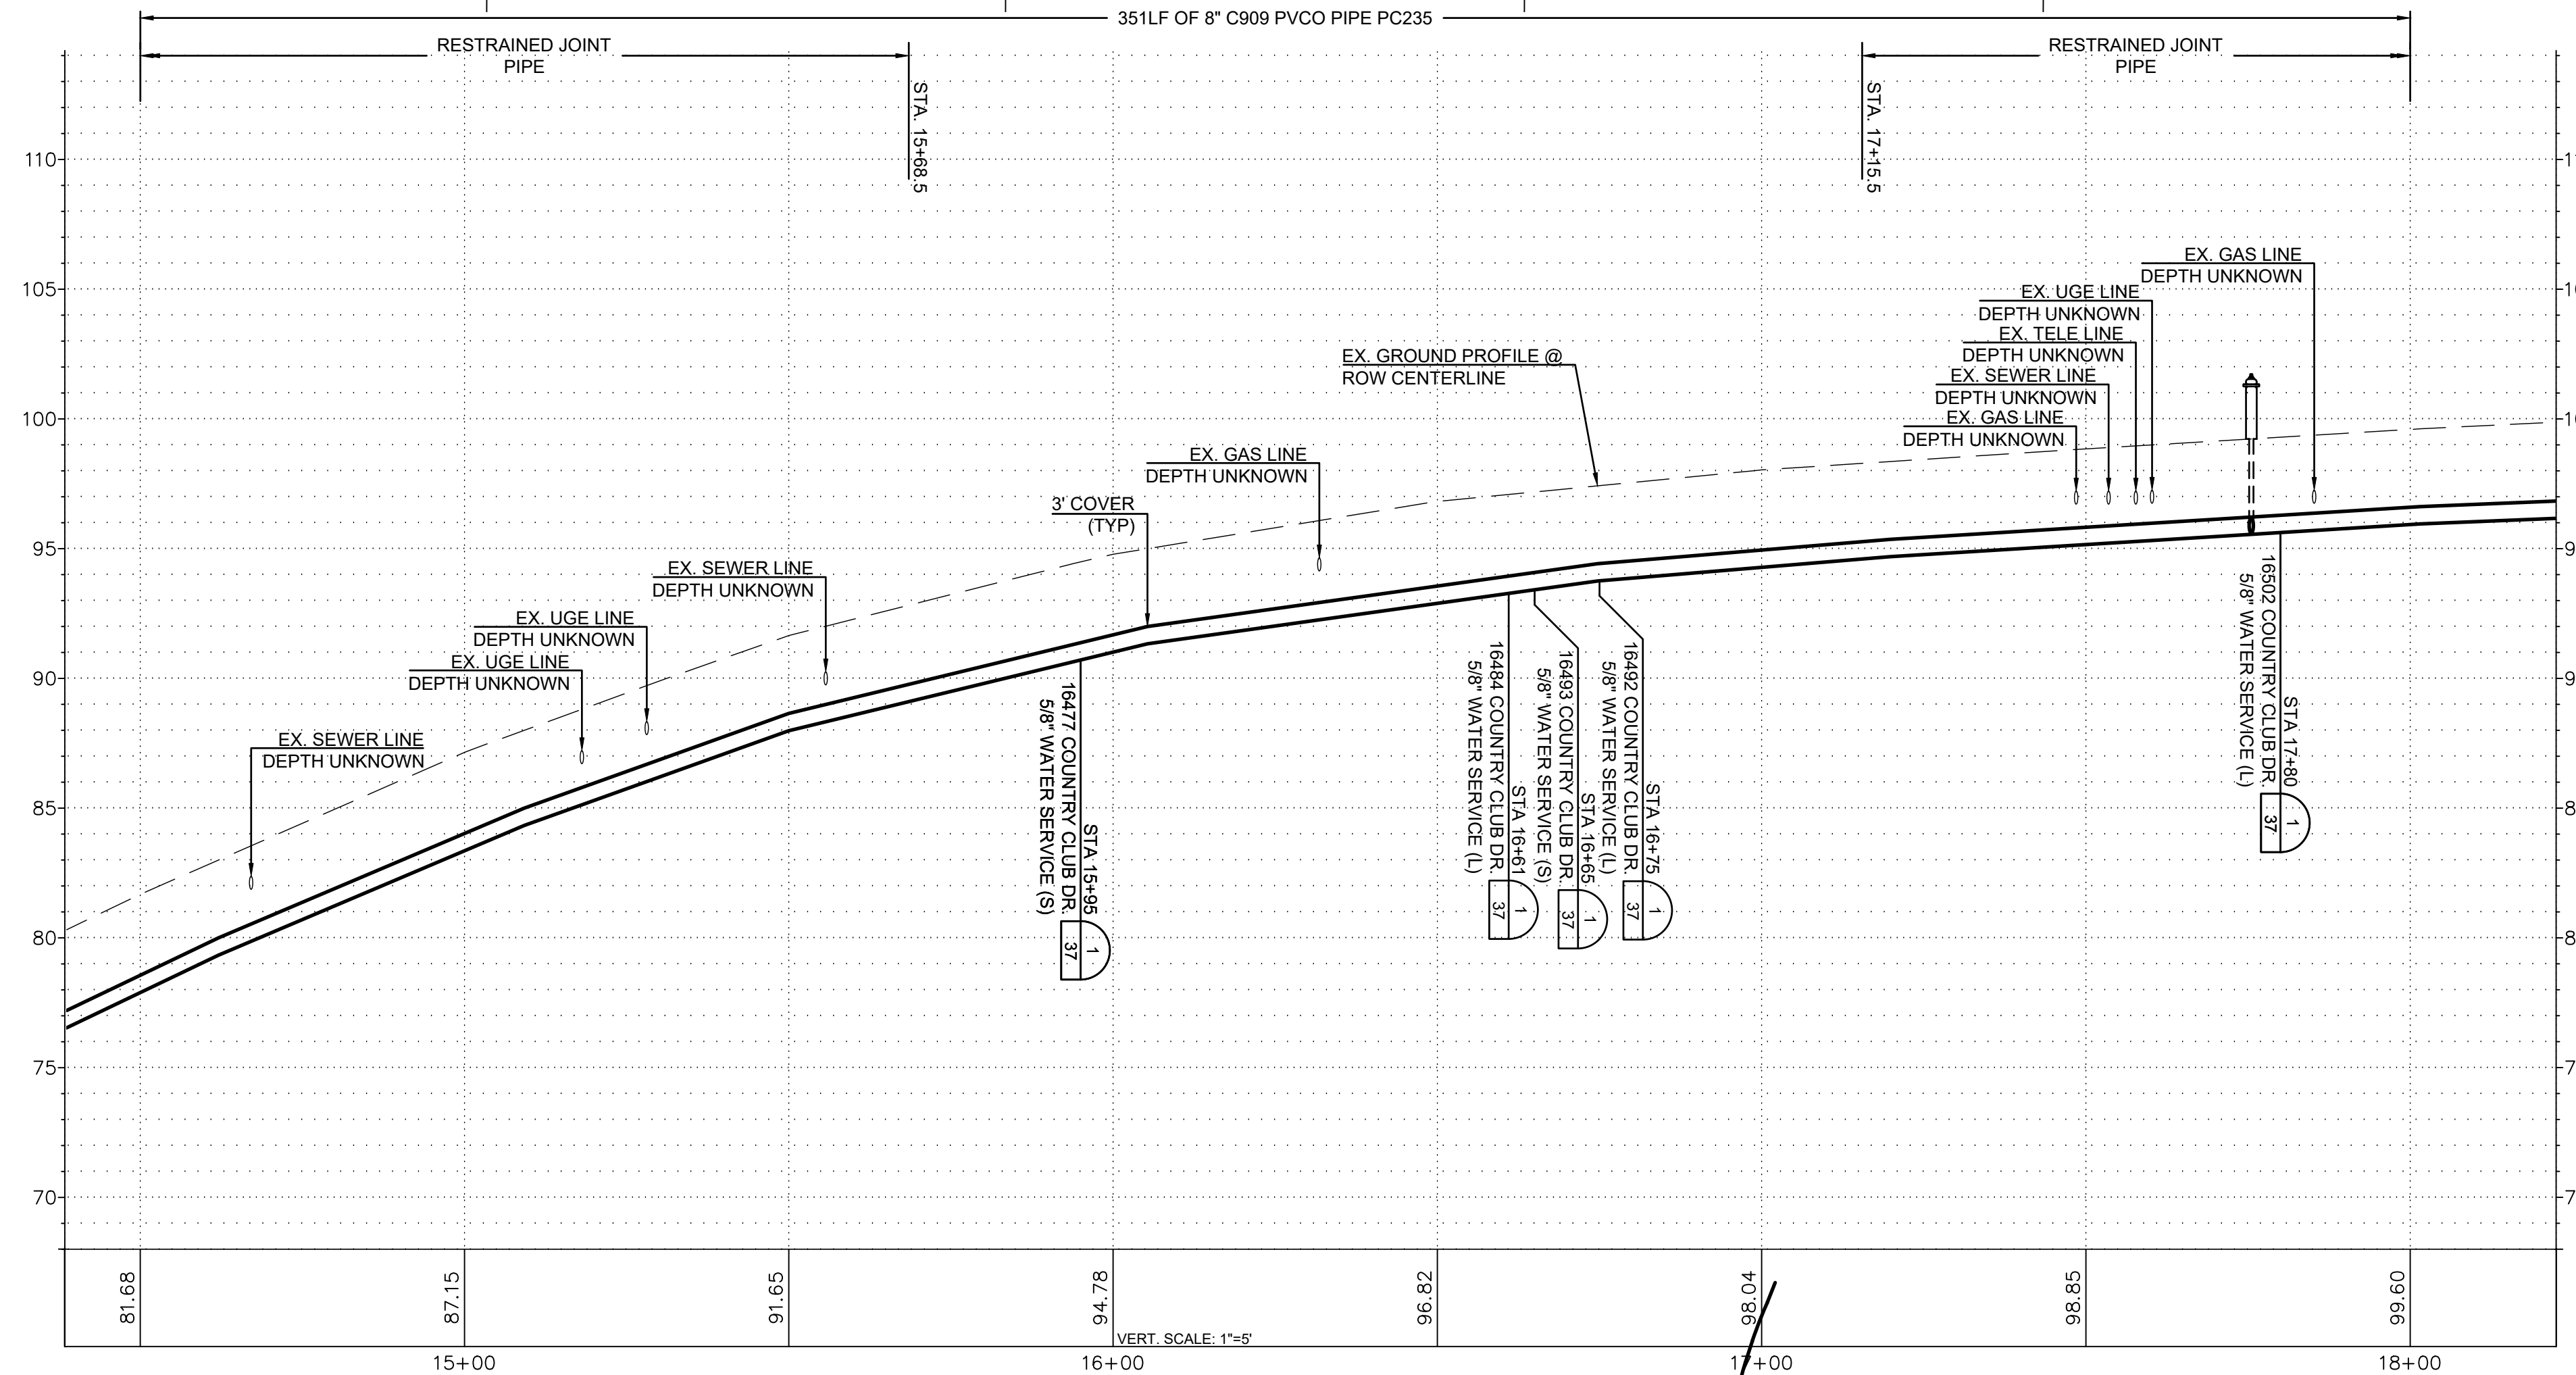 351LF OF 8" C909 PVCO PIPE PC235
RESTRAINED JOINT
PIPE
RESTRAINED JOINT
PIPE
STA. 15+68.5
STA. 17+15.5
110
105
100
95
90
85
80
75
70
EX. SEWER LINE
DEPTH UNKNOWN
EX. UGE LINE
DEPTH UNKNOWN
EX. UGE LINE
DEPTH UNKNOWN
EX. SEWER LINE
DEPTH UNKNOWN
3' COVER
(TYP)
EX. GAS LINE
DEPTH UNKNOWN
EX. GROUND PROFILE @
ROW CENTERLINE
EX. GAS LINE
DEPTH UNKNOWN
EX. UGE LINE
DEPTH UNKNOWN
EX. TELE LINE
DEPTH UNKNOWN
EX. SEWER LINE
DEPTH UNKNOWN
EX. GAS LINE
DEPTH UNKNOWN
STA 15+95
16477 COUNTRY CLUB DR.
5/8" WATER SERVICE (S)
1
37
STA 16+61
16484 COUNTRY CLUB DR.
5/8" WATER SERVICE (L)
1
37
STA 16+65
16493 COUNTRY CLUB DR.
5/8" WATER SERVICE (S)
1
37
STA 16+75
16492 COUNTRY CLUB DR.
5/8" WATER SERVICE (L)
1
37
STA 17+80
16502 COUNTRY CLUB DR.
5/8" WATER SERVICE (L)
1
37
81.68
87.15
91.65
94.78
96.82
98.04
98.85
99.60
VERT. SCALE: 1"=5'
15+00
16+00
17+00
18+00